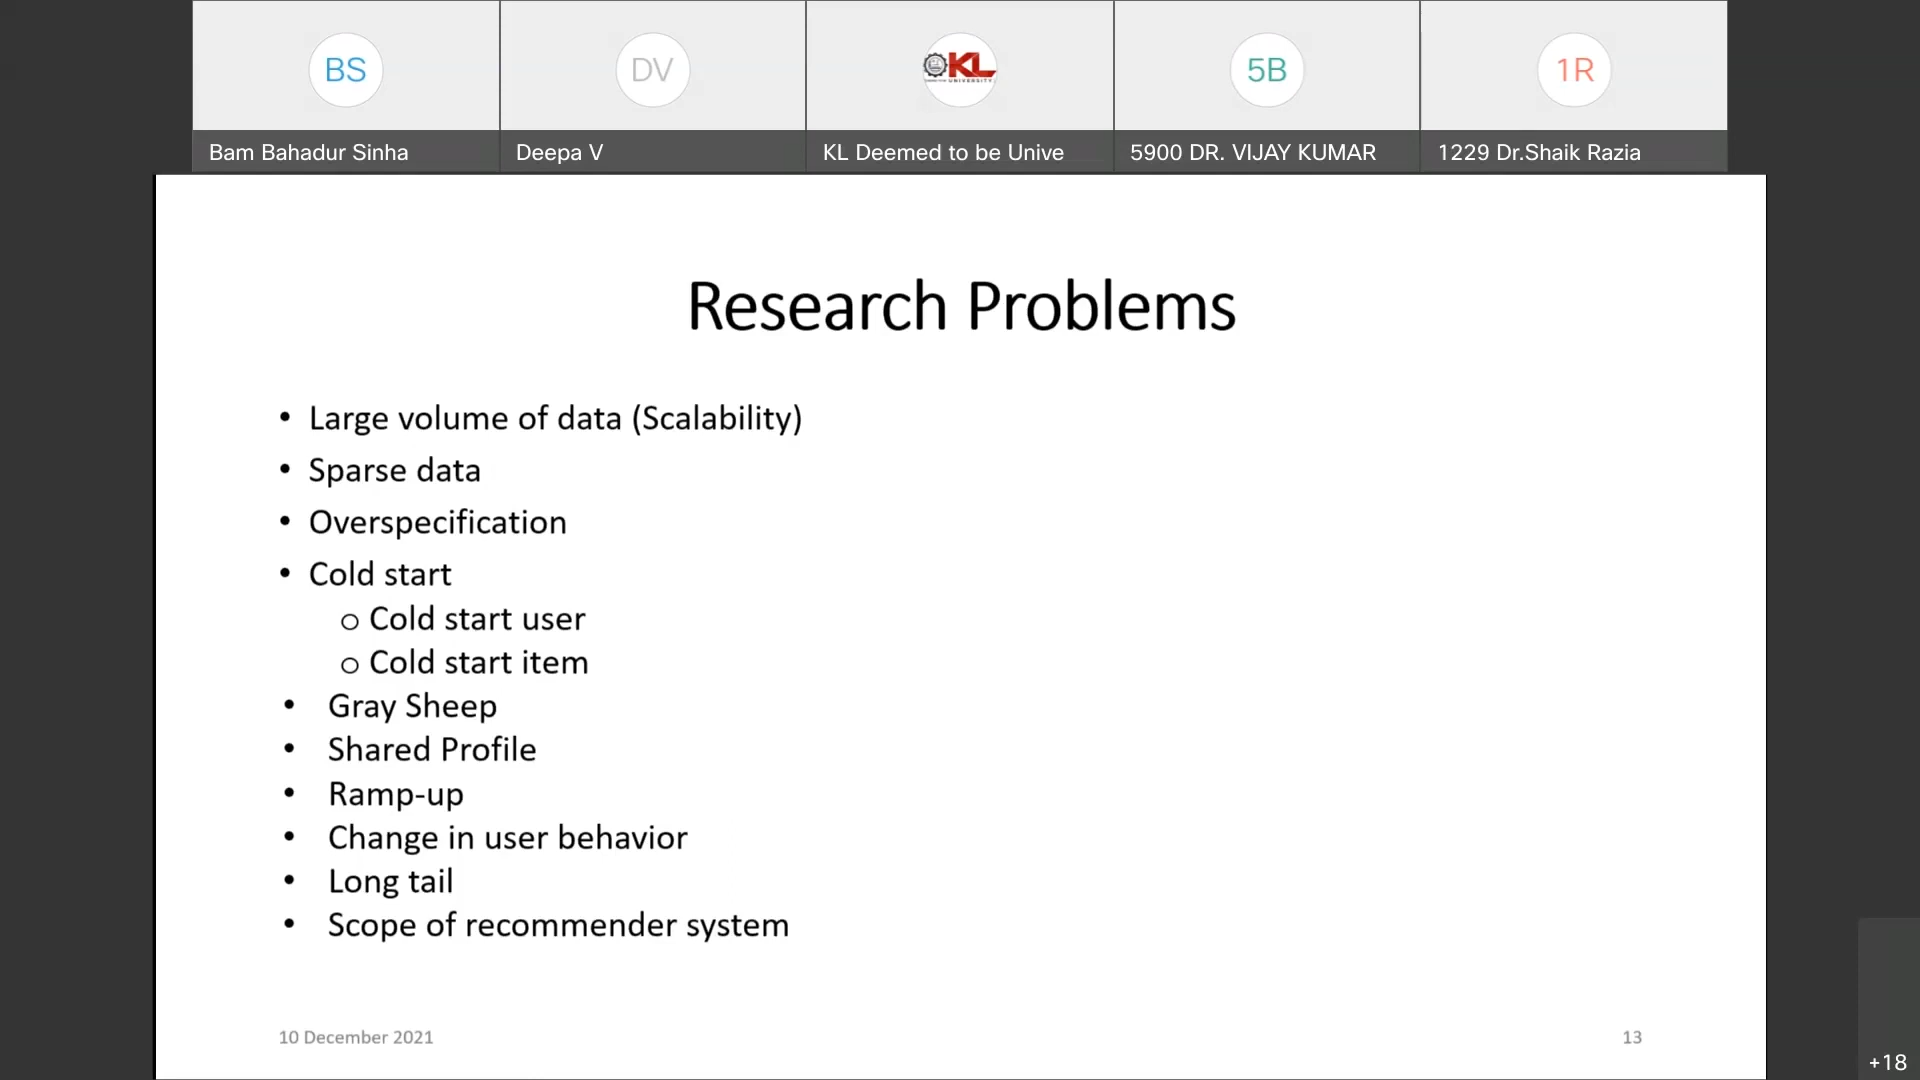 BS
DV
KL
UNIVERSITY
5B
1R
Bam Bahadur Sinha
Deepa V
KL Deemed to be Unive
5900 DR. VIJAY KUMAR
1229 Dr.Shaik Razia
Research Problems
• Large volume of data (Scalability)
• Sparse data
• Overspecification
• Cold start
o Cold start user
o Cold start item
• Gray Sheep
• Shared Profile
• Ramp-up
• Change in user behavior
• Long tail
• Scope of recommender system
10 December 2021
13
+18